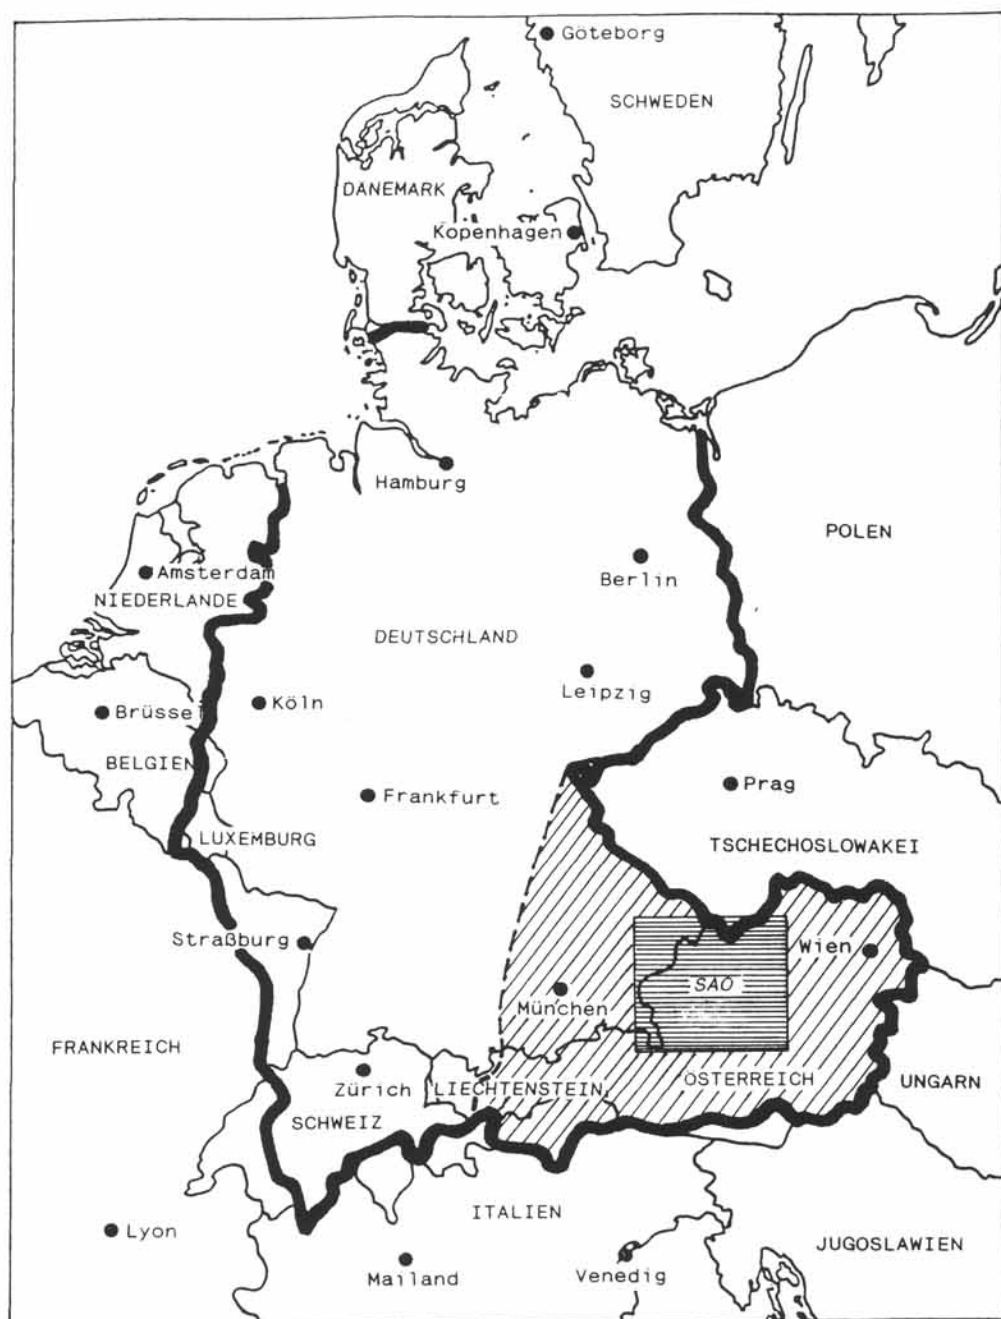 Göteborg
SCHWEDEN
DÄNEMARK
Kopenhagen
Hamburg
POLEN
Amsterdam
Berlin
NIEDERLANDE
DEUTSCHLAND
Leipzig
Köln
Brüssel
BELGIEN
Prag
Frankfurt
LUXEMBURG
TSCHECHOSLOWAKEI
Straßburg
Wien
SAO
München
FRANKREICH
ÖSTERREICH
UNGARN
Zürich
LIECHTENSTEIN
SCHWEIZ
ITALIEN
Lyon
JUGOSLAWIEN
Mailand
Venedig